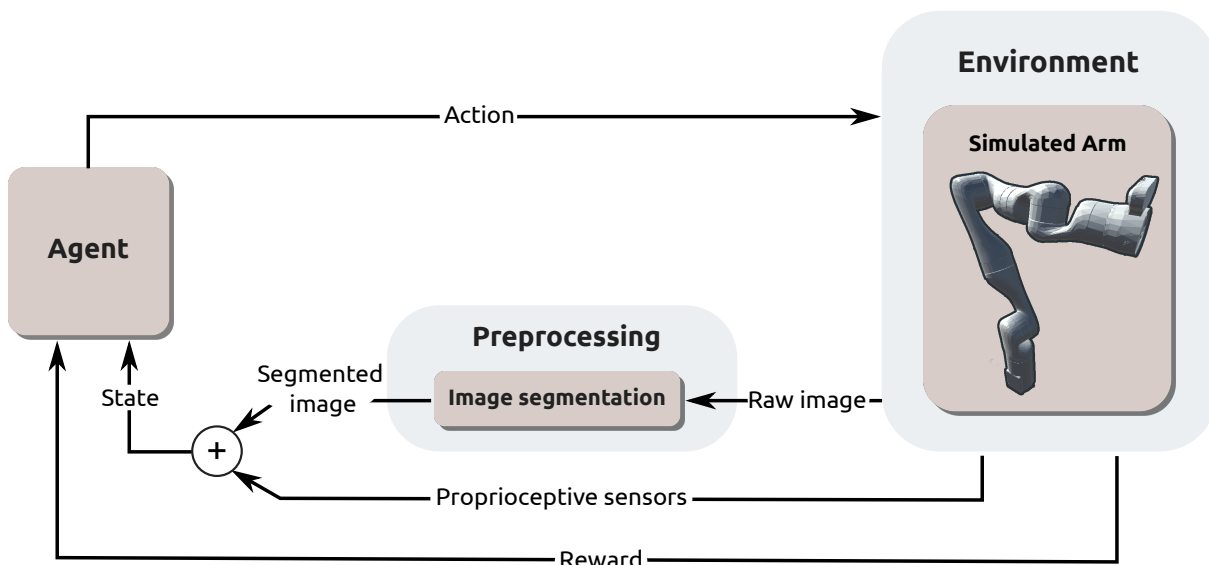 Environment
Action
Simulated Arm
Agent
Preprocessing
Segmented
image
Image segmentation
Raw image
State
+
Proprioceptive sensors
Reward